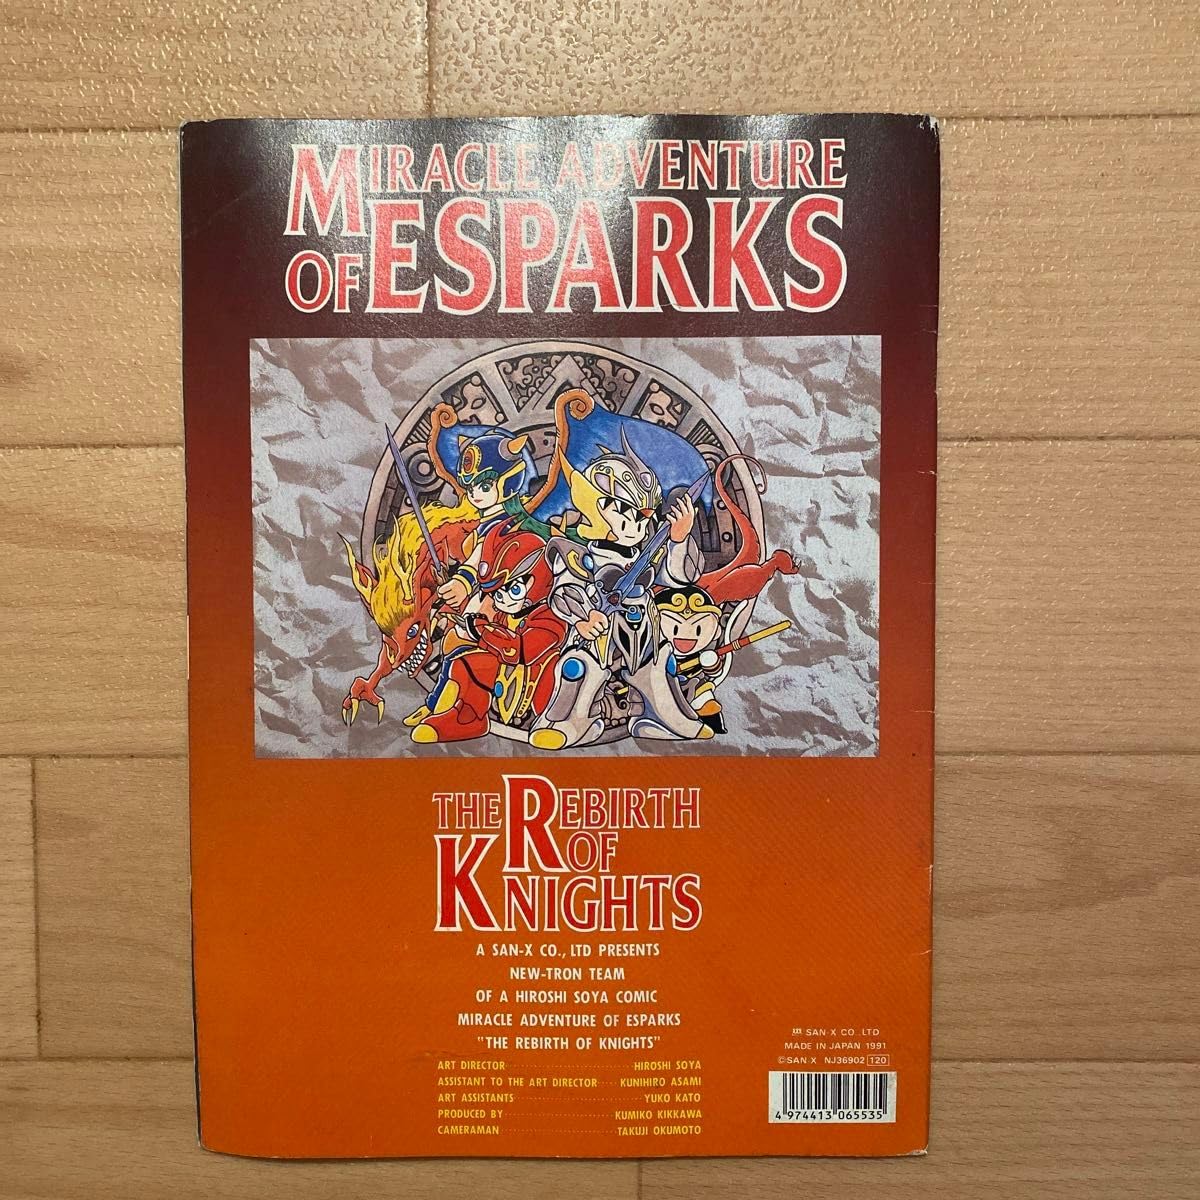 MIRACLE ADVENTURE
OF ESPARKS
THE REBIRTH
OF
KNIGHTS
A SAN-X CO., LTD PRESENTS
NEW-TRON TEAM
OF A HIROSHI SOYA COMIC
MIRACLE ADVENTURE OF ESPARKS
"THE REBIRTH OF KNIGHTS"
ART DIRECTOR HIROSHI SOYA
ASSISTANT TO THE ART DIRECTOR KUNIHIRO ASAMI
ART ASSISTANTS YUKO KATO
PRODUCED BY KUMIKO KIKKAWA
CAMERAMAN TAKUJI OKUMOTO
SAN-X CO., LTD
MADE IN JAPAN 1991
©SAN-X NJ36902 120
4 974413 065535